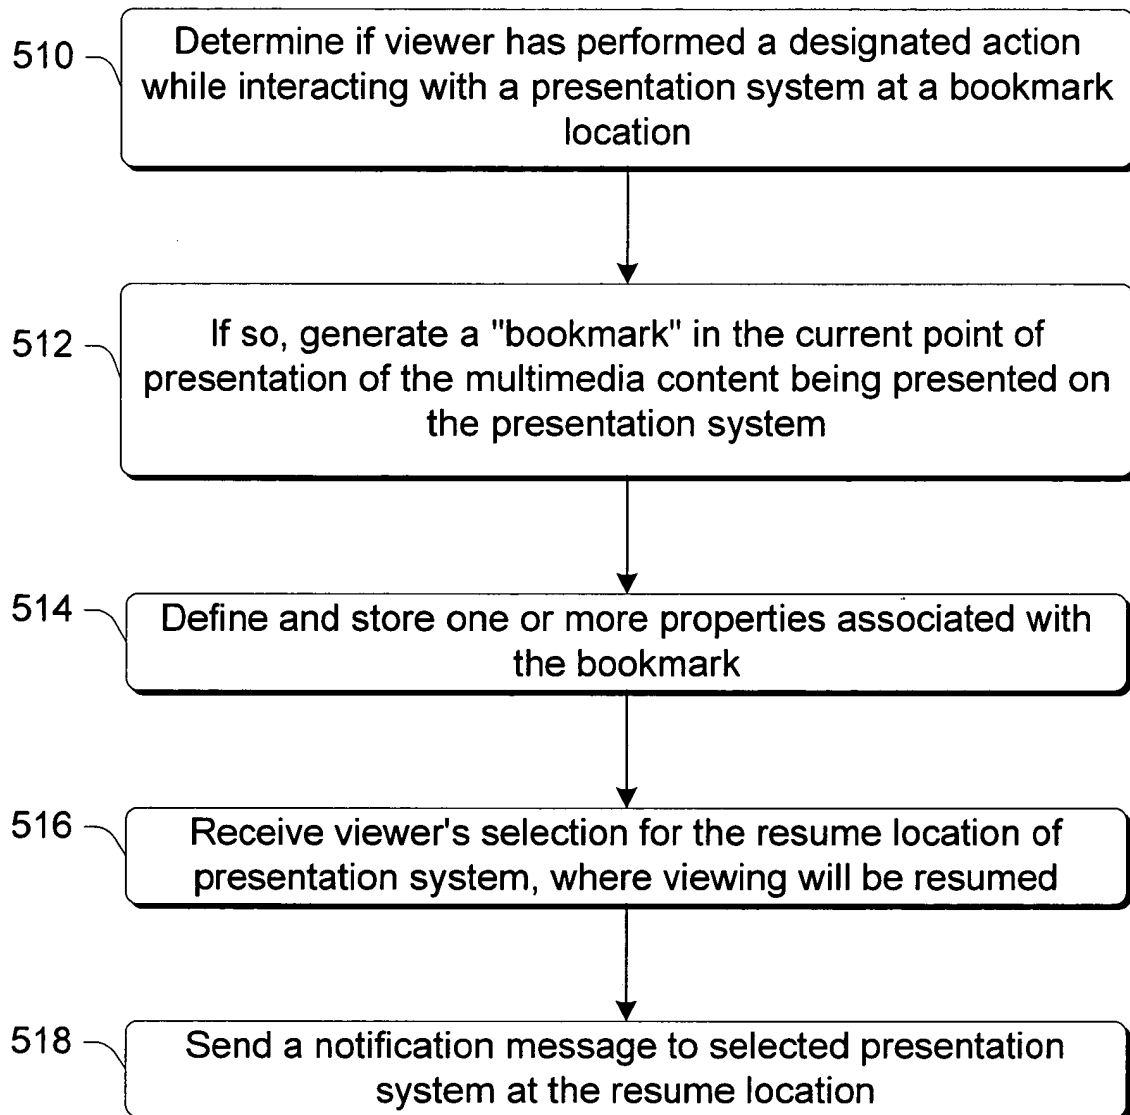 510
Determine if viewer has performed a designated action
while interacting with a presentation system at a bookmark
location
512
If so, generate a "bookmark" in the current point of
presentation of the multimedia content being presented on
the presentation system
514
Define and store one or more properties associated with
the bookmark
516
Receive viewer's selection for the resume location of
presentation system, where viewing will be resumed
518
Send a notification message to selected presentation
system at the resume location